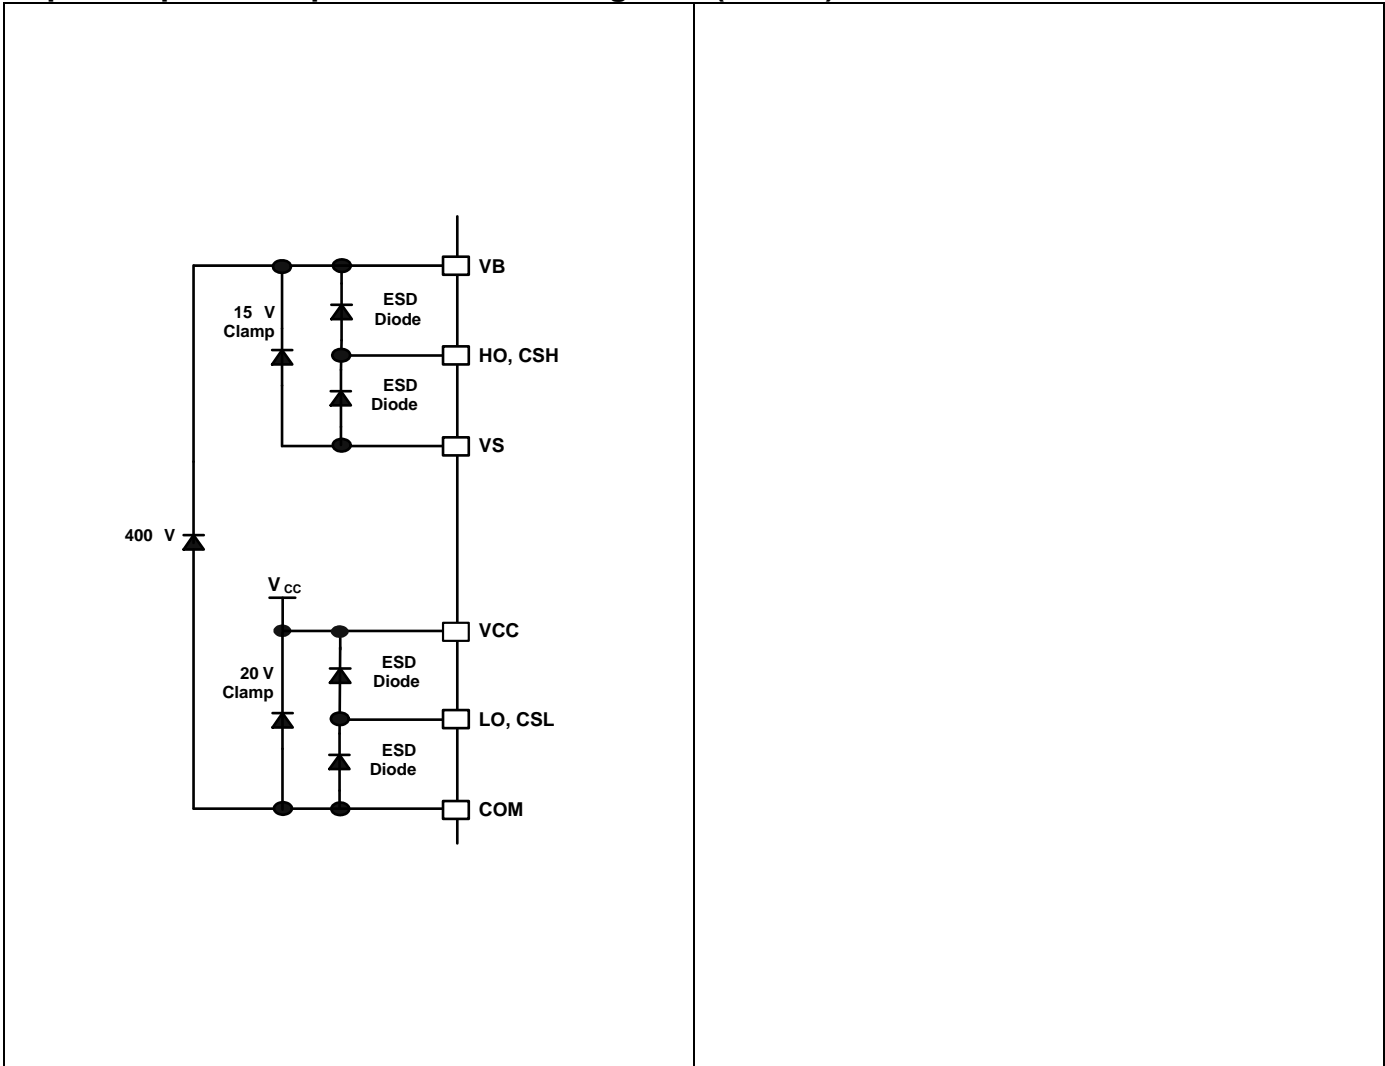 VB
ESD
Diode
15 V
Clamp
HO, CSH
ESD
Diode
VS
400 V
V CC
VCC
ESD
Diode
20 V
Clamp
LO, CSL
ESD
Diode
COM